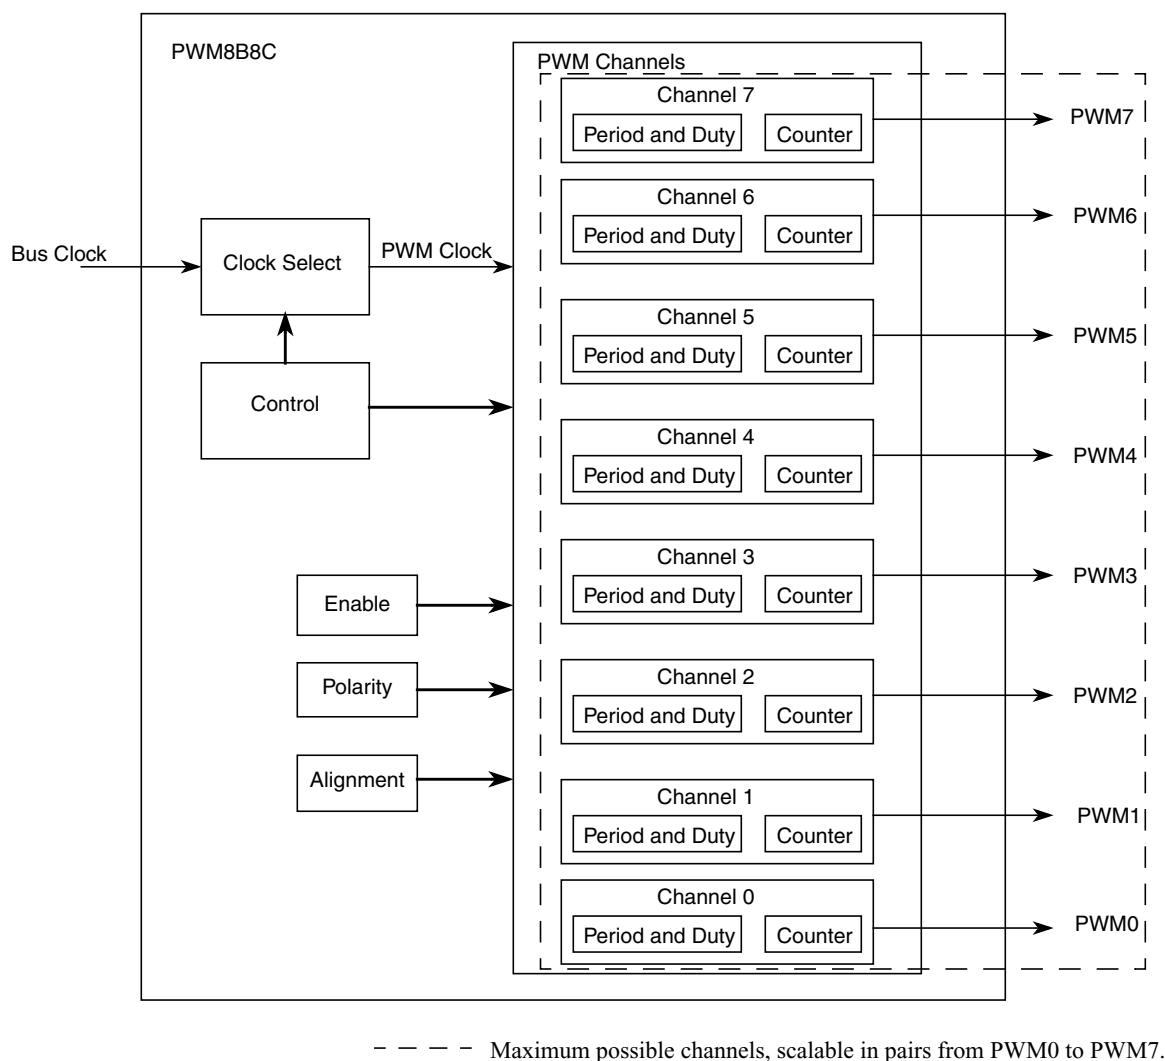 PWM8B8C
PWM Channels
Channel 7
Period and Duty
Counter
PWM7
Channel 6
Period and Duty
Counter
PWM6
Bus Clock
Clock Select
PWM Clock
Channel 5
Period and Duty
Counter
PWM5
Control
Channel 4
Period and Duty
Counter
PWM4
Channel 3
Period and Duty
Counter
PWM3
Enable
Polarity
Channel 2
Period and Duty
Counter
PWM2
Alignment
Channel 1
Period and Duty
Counter
PWM1
Channel 0
Period and Duty
Counter
PWM0
Maximum possible channels, scalable in pairs from PWM0 to PWM7